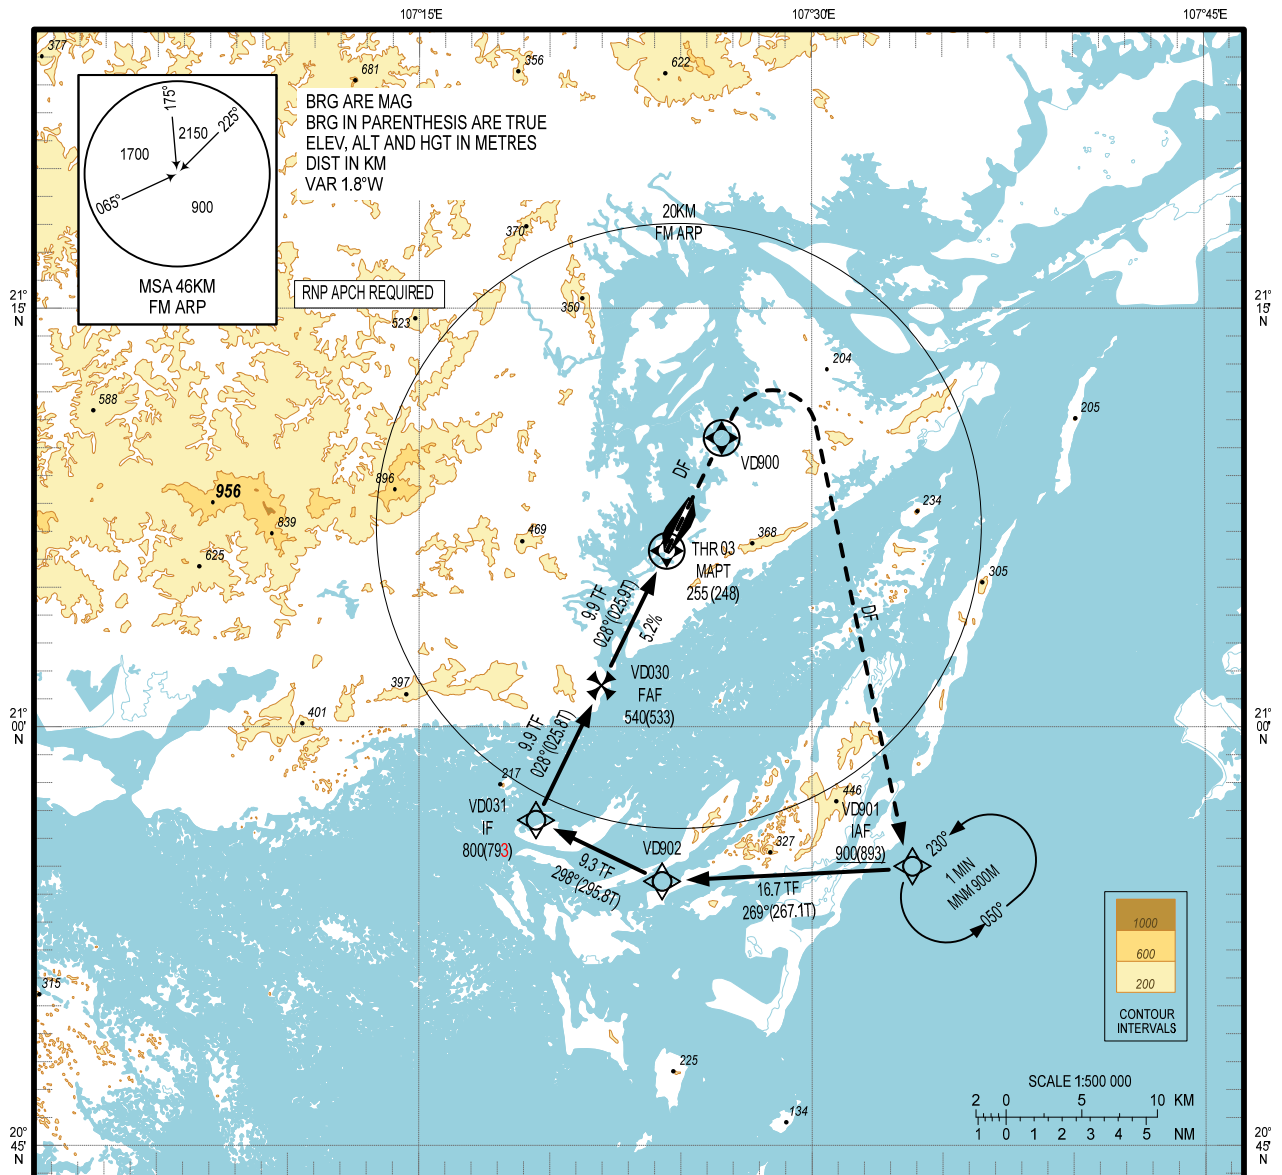 107°15'E
107°30'E
107°45'E
377
681
356
622
175°
225°
2150
1700
065°
900
MSA 46KM
FM ARP
BRG ARE MAG
BRG IN PARENTHESIS ARE TRUE
ELEV, ALT AND HGT IN METRES
DIST IN KM
VAR 1.8°W
20KM
FM ARP
370
RNP APCH REQUIRED
21°
15'
N
21°
15'
N
350
523
204
588
205
VD900
DF
956
896
839
234
469
368
625
THR 03
MAPT
255 (248)
305
9.9 TF
028°(025.9T)
5.2%
DF
VD030
FAF
540(533)
397
401
21°
00'
N
21°
00'
N
9.9 TF
028°(025.8T)
217
VD031
IF
800(793)
446
VD901
IAF
900(893)
327
VD902
230°
1 MIN
MNM 900M
050°
9.3 TF
298°(295.8T)
16.7 TF
269°(267.1T)
1000
600
200
CONTOUR
INTERVALS
315
225
134
SCALE 1:500 000
2 0 5 10 KM
1 0 1 2 3 4 5 NM
20°
45'
N
20°
45'
N